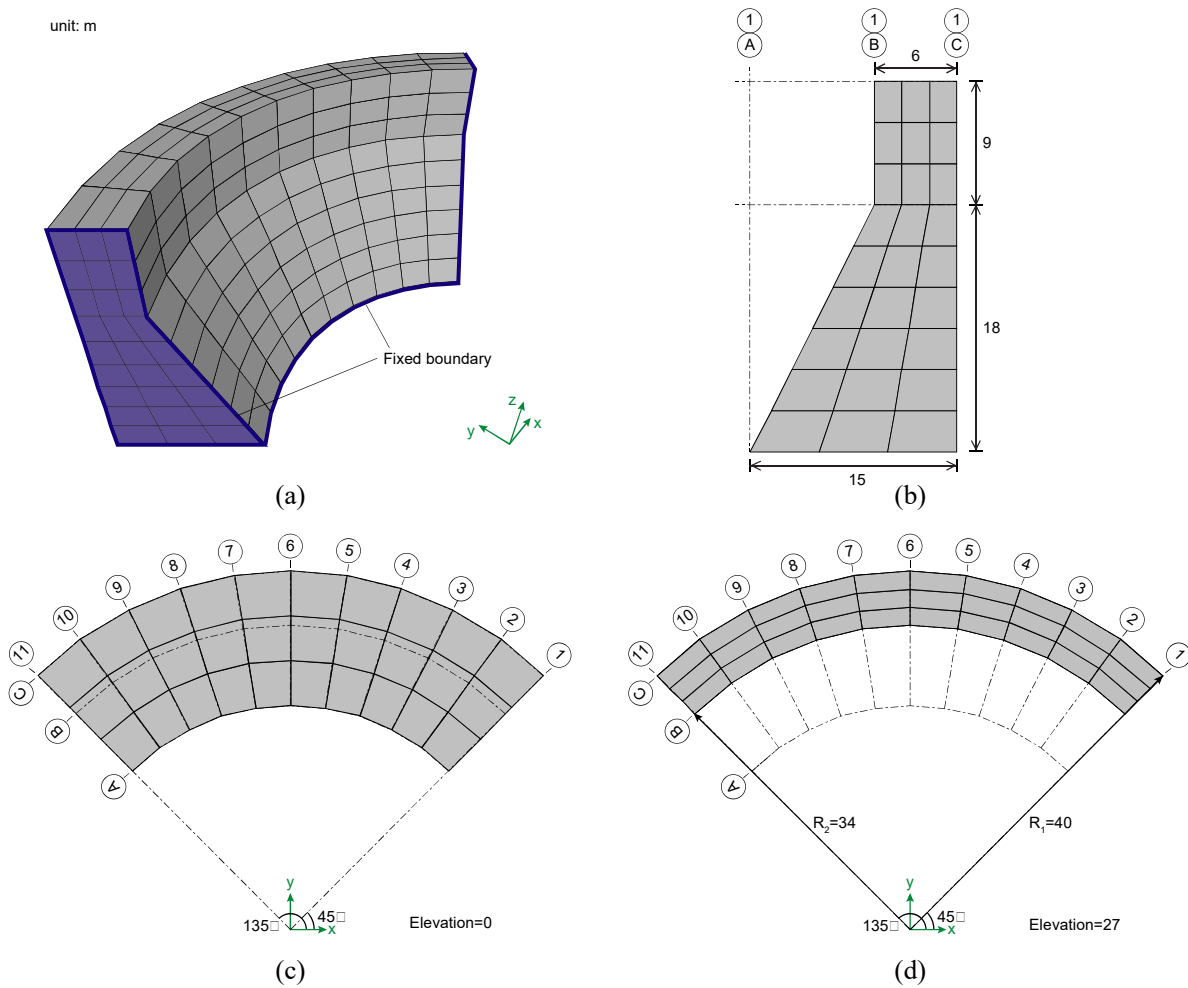 unit: m
Fixed boundary
z
x
y
(a)
1 1 1
A B C
6
9
18
15
(b)
11 10 9 8 7 6 5 4 3 2 1
C
B
A
y
135□ 45□
x
Elevation=0
(c)
11 10 9 8 7 6 5 4 3 2 1
C
B
A
R2=34
R1=40
y
135□ 45□
x
Elevation=27
(d)